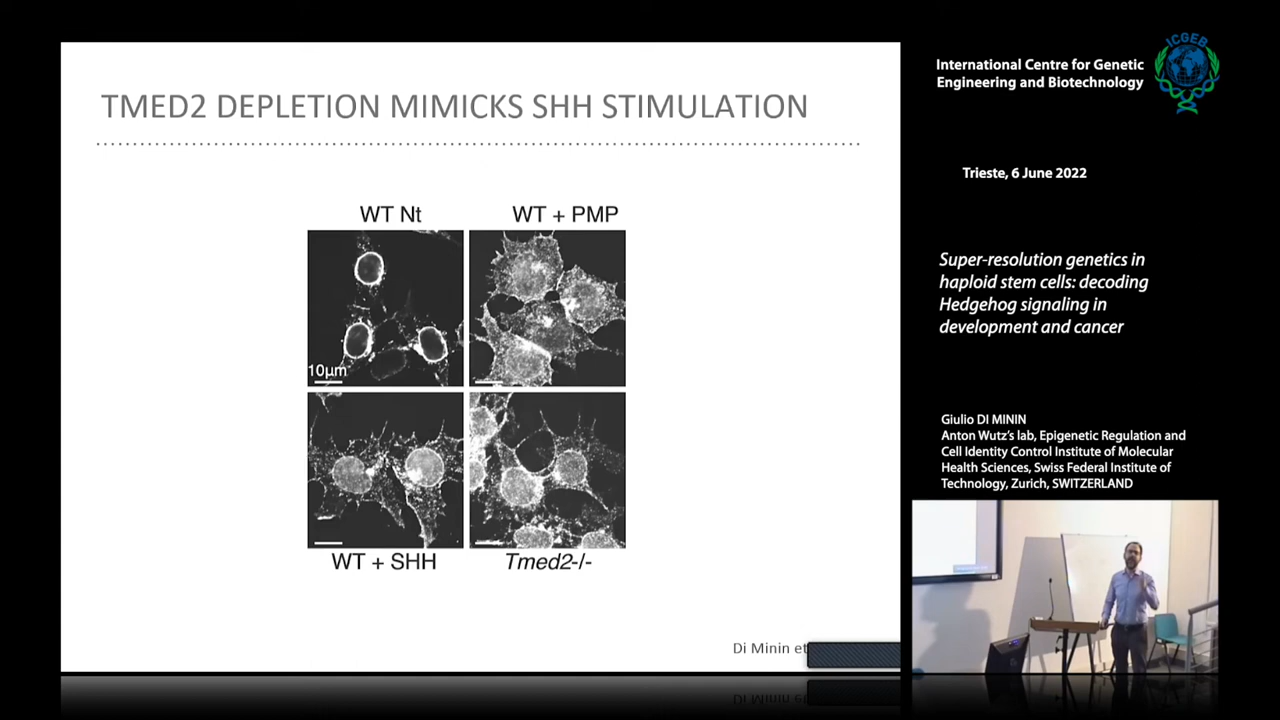 TMED2 DEPLETION MIMICKS SHH STIMULATION
WT Nt
WT + PMP
10µm
WT + SHH
Tmed2-/-
Di Minin et
ICGEB
International Centre for Genetic
Engineering and Biotechnology
Trieste, 6 June 2022
Super-resolution genetics in
haploid stem cells: decoding
Hedgehog signaling in
development and cancer
Giulio DI MININ
Anton Wutz's lab, Epigenetic Regulation and
Cell Identity Control Institute of Molecular
Health Sciences, Swiss Federal Institute of
Technology, Zurich, SWITZERLAND